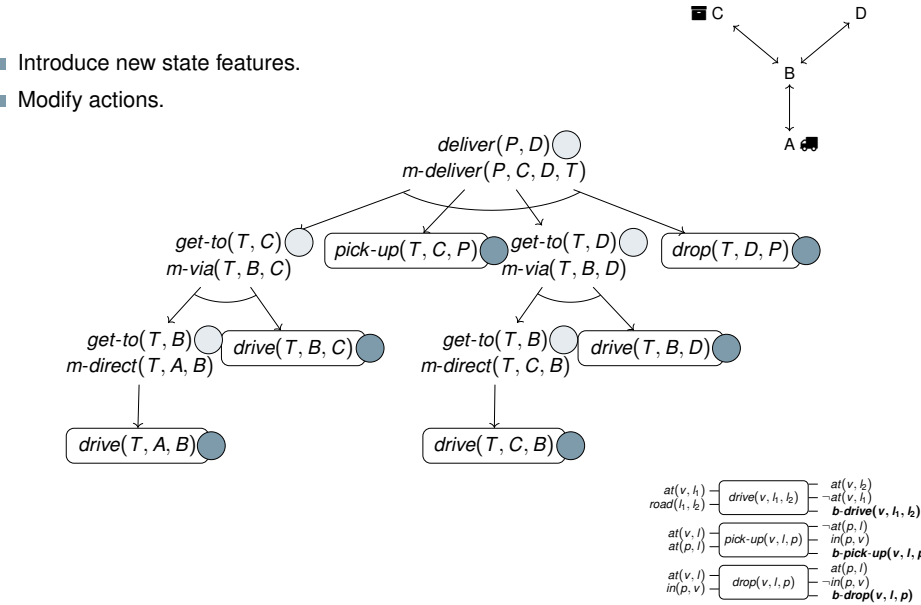 C
D
Introduce new state features.
B
Modify actions.
A
deliver(P, D)
m-deliver(P, C, D, T)
get-to(T, C)
m-via(T, B, C)
pick-up(T, C, P)
get-to(T, D)
m-via(T, B, D)
drop(T, D, P)
get-to(T, B)
m-direct(T, A, B)
drive(T, B, C)
get-to(T, B)
m-direct(T, C, B)
drive(T, B, D)
drive(T, A, B)
drive(T, C, B)
at(v, l₁)
road(l₁, l₂)
drive(v, l₁, l₂)
at(v, l₂)
¬at(v, l₁)
b-drive(v, l₁, l₂)
at(v, l)
at(p, l)
pick-up(v, l, p)
¬at(p, l)
in(p, v)
b-pick-up(v, l,
at(v, l)
in(p, v)
drop(v, l, p)
at(p, l)
¬in(p, v)
b-drop(v, l, p)